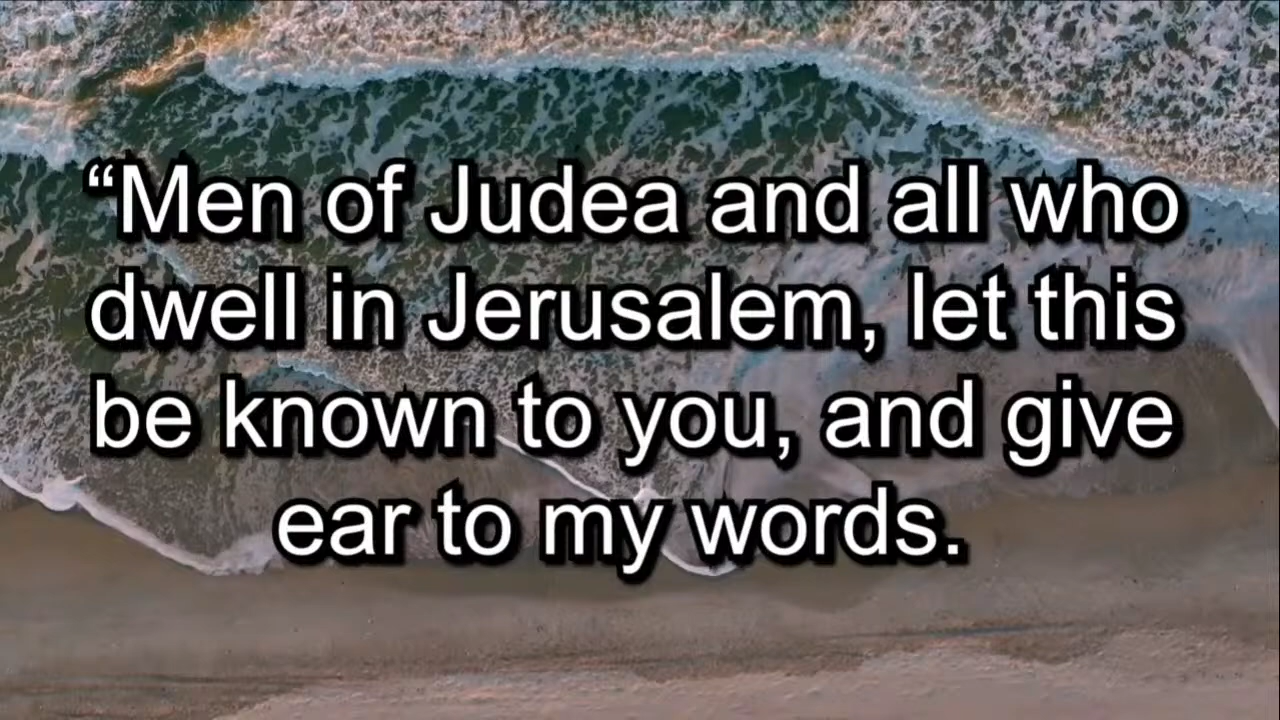 “Men of Judea and all who
dwell in Jerusalem, let this
be known to you, and give
ear to my words.